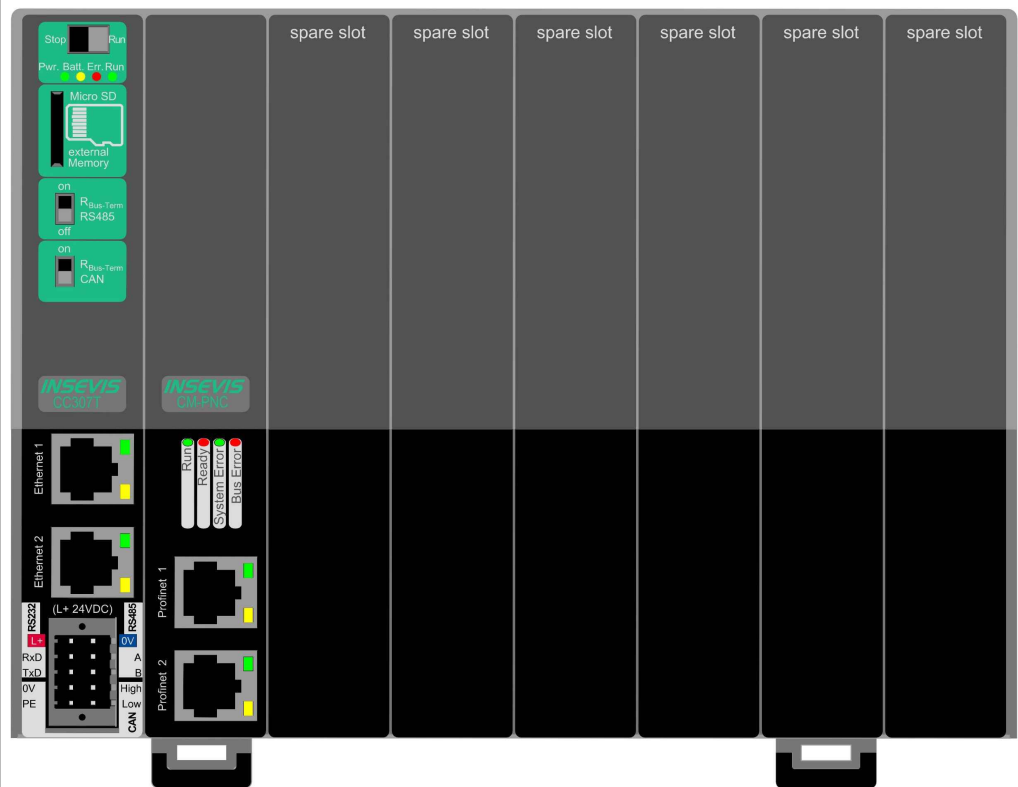 Stop Run
Pwr. Batt. Err. Run
Micro SD
external
Memory
on
RBus-Term
RS485
off
on
RBus-Term
CAN
INSEVIS
CC307T
Ethernet 1
Ethernet 2
RS232 (L+ 24VDC) RS485
L+ 0V
RxD A
TxD B
0V High
PE Low
CAN
INSEVIS
CM-PNC
Run
Ready
System Error
Bus Error
Profinet 1
Profinet 2
spare slot
spare slot
spare slot
spare slot
spare slot
spare slot